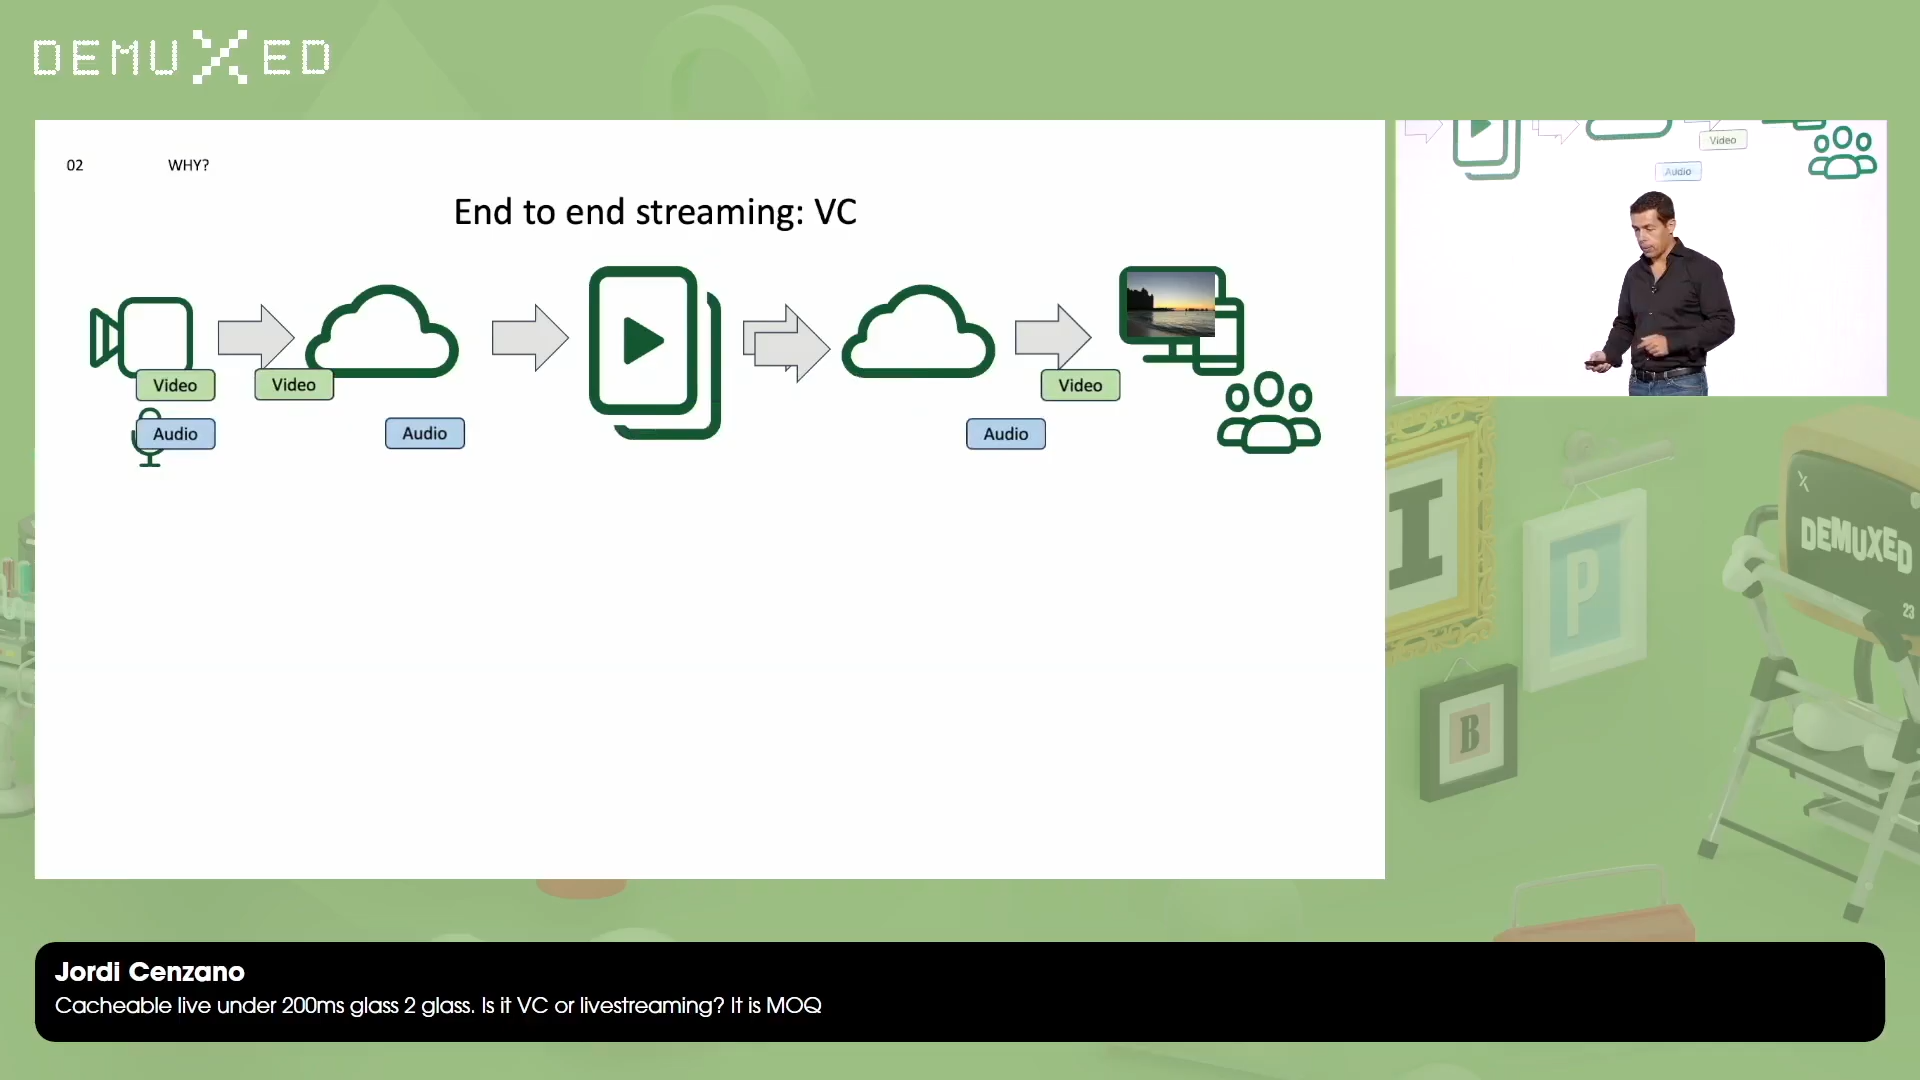 DEMUXED
02 WHY?
End to end streaming: VC
Video
Video
Video
Audio
Audio
Audio
Video
Audio
I
P
B
X
DEMUXED
23
Jordi Cenzano
Cacheable live under 200ms glass 2 glass. Is it VC or livestreaming? It is MOQ